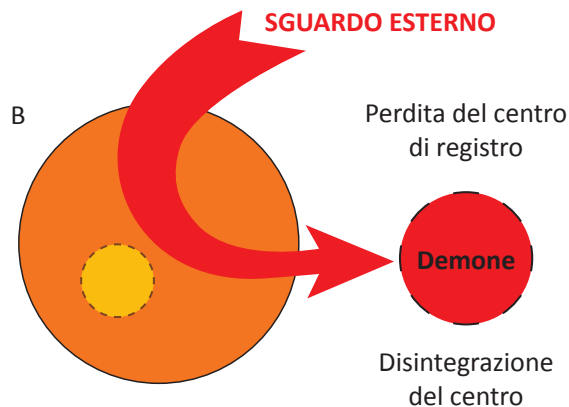 SGUARDO ESTERNO
B
Perdita del centro
di registro
Demone
Disintegrazione
del centro